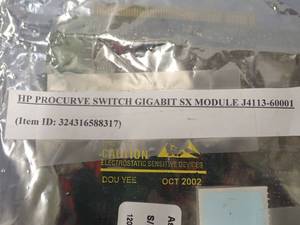 HP PROCURVE SWITCH GIGABIT SX MODULE J4113-60001
(Item ID: 324316588317)
CAUTION
ELECTROSTATIC SENSITIVE DEVICES
DOU YEE OCT 2002
S/